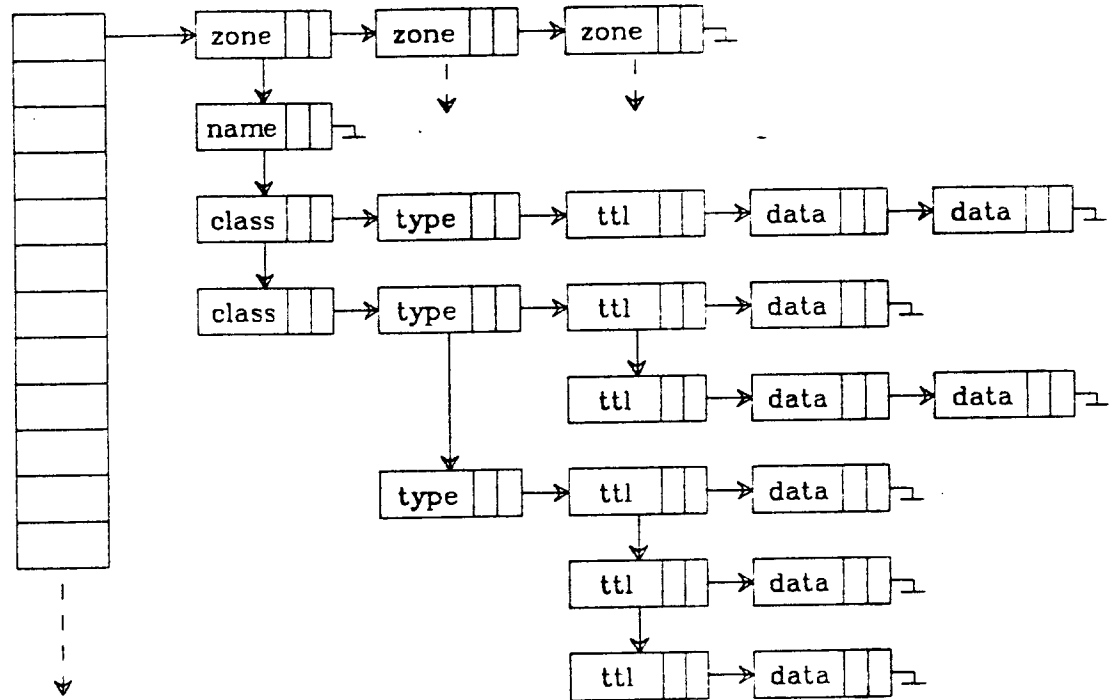 zone zone zone
name
class type ttl data data
class type ttl data
ttl data data
type ttl data
ttl data
ttl data